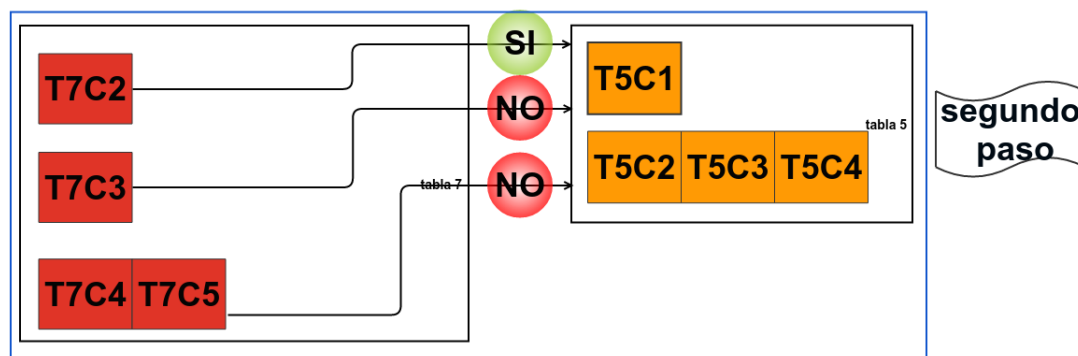 SI
T7C2
T5C1
NO
tabla 5
segundo
paso
T5C2 T5C3 T5C4
T7C3
tabla 7
NO
T7C4 T7C5